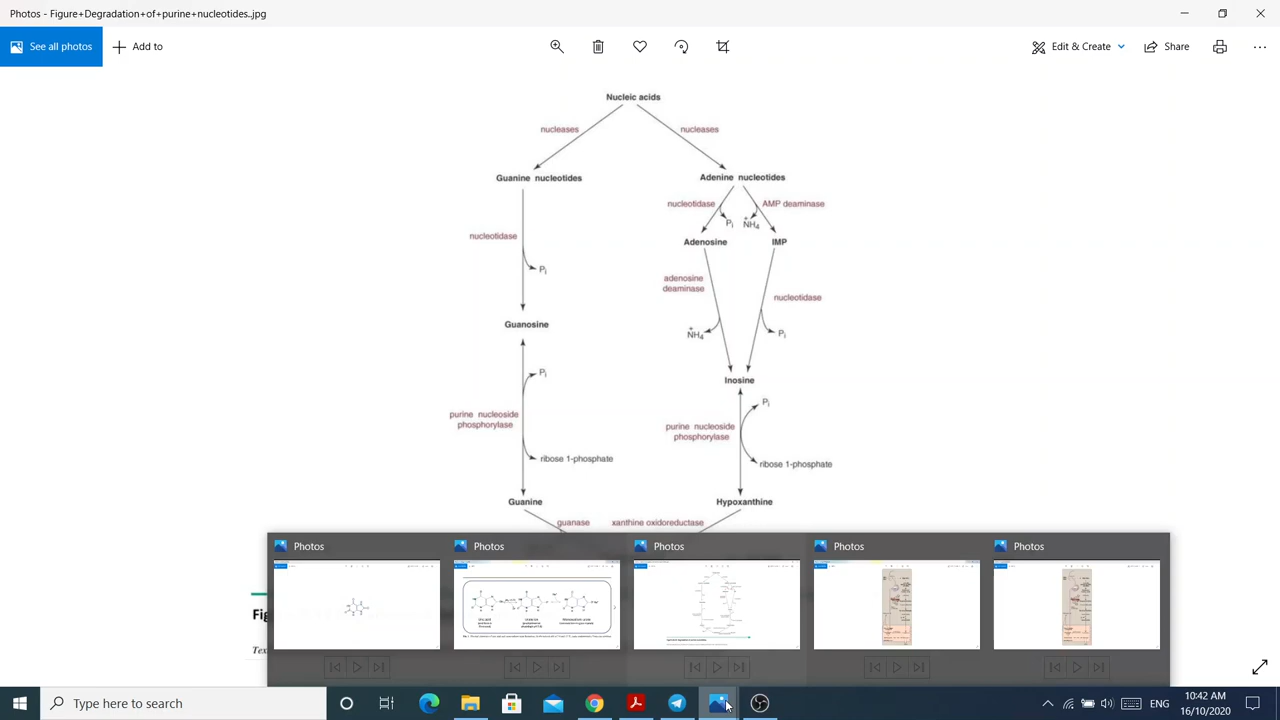 Photos - Figure+Degradation+of+purine+nucleotides..jpg
See all photos
Add to
Edit & Create
Share
Nucleic acids
nucleases
nucleases
Guanine nucleotides
Adenine nucleotides
nucleotidase
AMP deaminase
Pi
NH4+
Adenosine
IMP
nucleotidase
Pi
adenosine
deaminase
nucleotidase
Guanosine
NH4+
Pi
Pi
Inosine
Pi
purine nucleoside
phosphorylase
purine nucleoside
phosphorylase
ribose 1-phosphate
ribose 1-phosphate
Guanine
Hypoxanthine
guanase
xanthine oxidoreductase
Photos
Photos
Photos
Photos
Photos
Type here to search
ENG
10:42 AM
16/10/2020